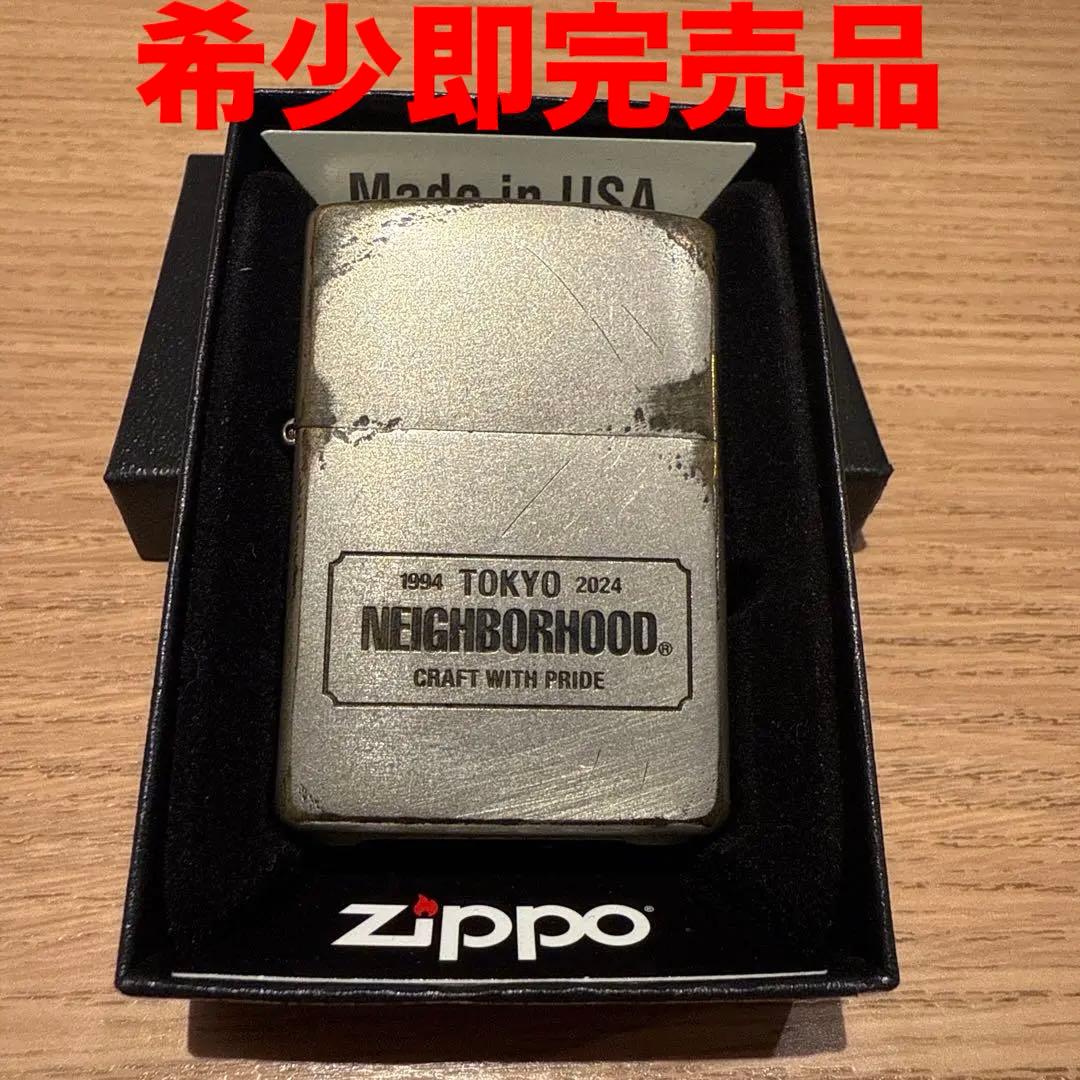 希少即完売品
Made in USA
1994 TOKYO 2024
NEIGHBORHOOD®
CRAFT WITH PRIDE
zippo